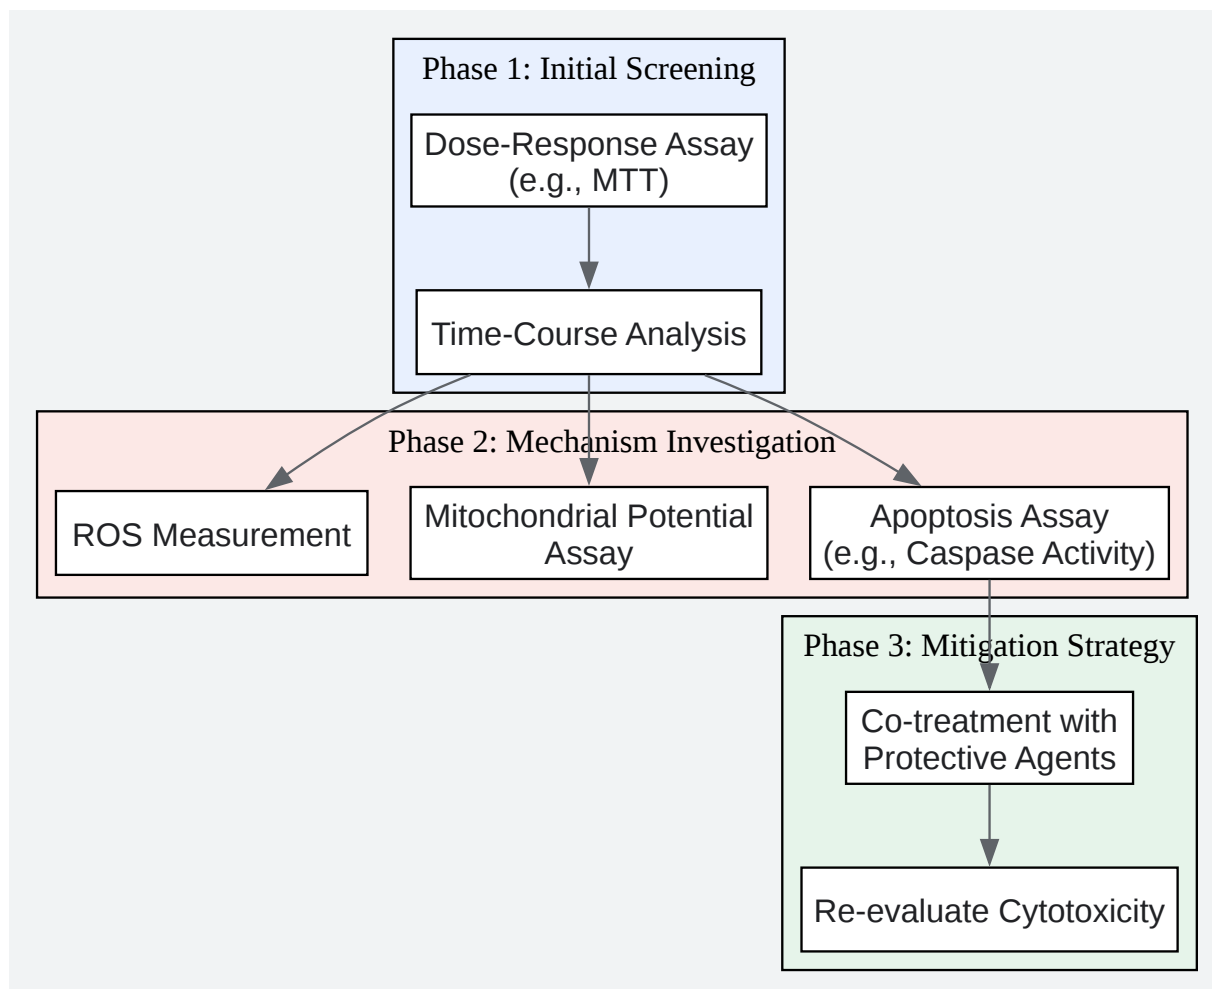 Phase 1: Initial Screening
Dose-Response Assay
(e.g., MTT)
Time-Course Analysis
Phase 2: Mechanism Investigation
ROS Measurement
Mitochondrial Potential
Assay
Apoptosis Assay
(e.g., Caspase Activity)
Phase 3: Mitigation Strategy
Co-treatment with
Protective Agents
Re-evaluate Cytotoxicity